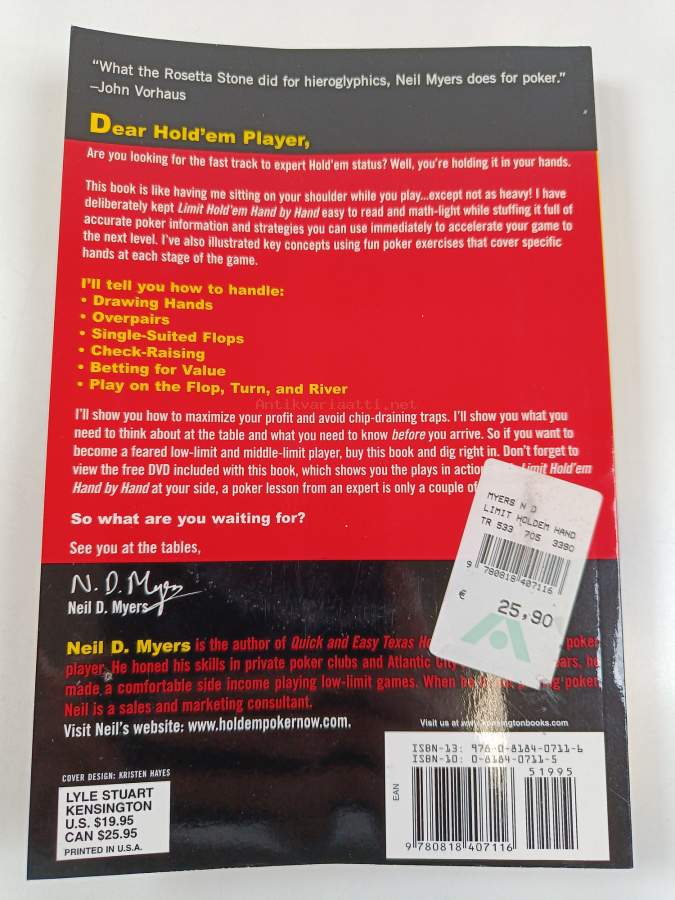 "What the Rosetta Stone did for hieroglyphics, Neil Myers does for poker."
—John Vorhaus
Dear Hold'em Player,
Are you looking for the fast track to expert Hold'em status? Well, you're holding it in your hands.
This book is like having me sitting on your shoulder while you play...except not as heavy! I have
deliberately kept Limit Hold'em Hand by Hand easy to read and math-light while stuffing it full of
accurate poker information and strategies you can use immediately to accelerate your game to
the next level. I've also illustrated key concepts using fun poker exercises that cover specific
hands at each stage of the game.
I'll tell you how to handle:
• Drawing Hands
• Overpairs
• Single-Suited Flops
• Check-Raising
• Betting for Value
• Play on the Flop, Turn, and River
Antikvariaatti.net
I'll show you how to maximize your profit and avoid chip-draining traps. I'll show you what you
need to think about at the table and what you need to know before you arrive. So if you want to
become a feared low-limit and middle-limit player, buy this book and dig right in. Don't forget to
view the free DVD included with this book, which shows you the plays in action Limit Hold'em
Hand by Hand at your side, a poker lesson from an expert is only a couple of
So what are you waiting for?
See you at the tables,
N. D. Myers
Neil D. Myers
MYERS N D
LIMIT HOLDEM HAND
TR 533 705 3390
9 780818 407116
€ 25,90
Neil D. Myers is the author of Quick and Easy Texas poker
player. He honed his skills in private poker clubs and Atlantic City he
made a comfortable side income playing low-limit games. When poker,
Neil is a sales and marketing consultant.
Visit Neil's website: www.holdempokernow.com.
Visit us at www.kensingtonbooks.com
COVER DESIGN: KRISTEN HAYES
LYLE STUART
KENSINGTON
U.S. $19.95
CAN $25.95
PRINTED IN U.S.A.
ISBN-13: 978-0-8184-0711-6
ISBN-10: 0-8184-0711-5
51995
EAN
9 780818 407116